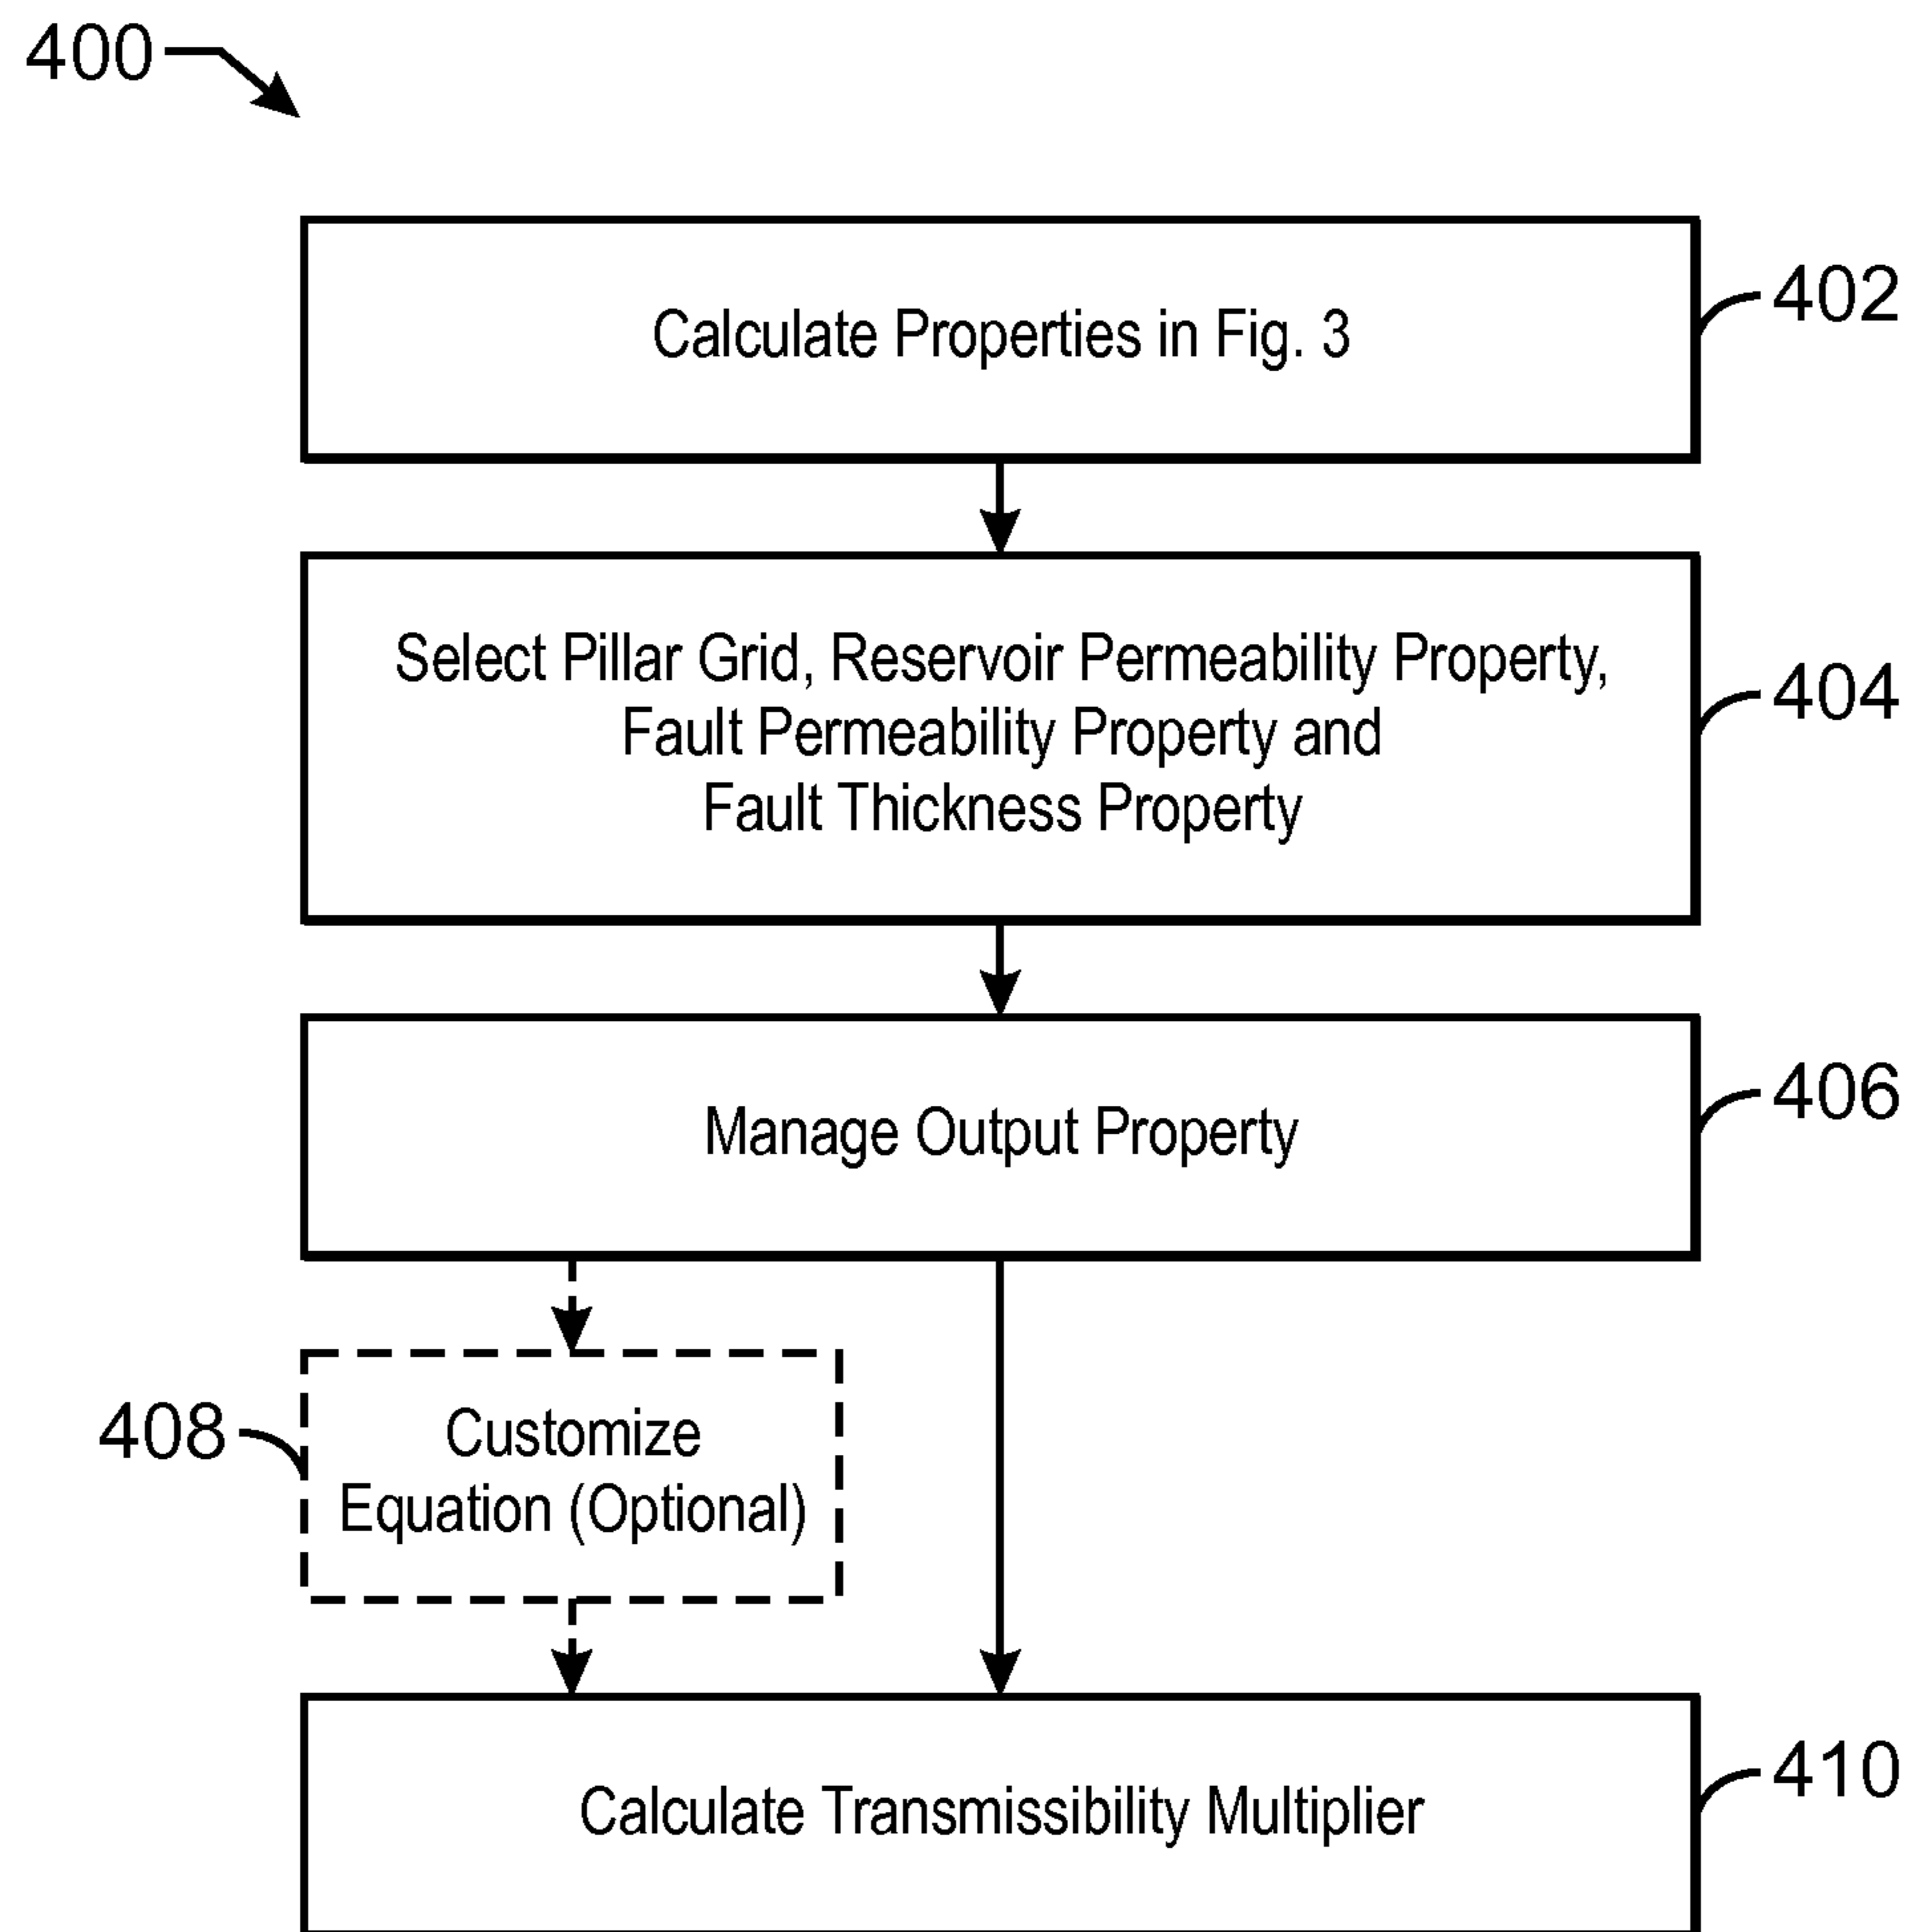 400
Calculate Properties in Fig. 3
402
Select Pillar Grid, Reservoir Permeability Property,
Fault Permeability Property and
Fault Thickness Property
404
Manage Output Property
406
408
Customize
Equation (Optional)
Calculate Transmissibility Multiplier
410